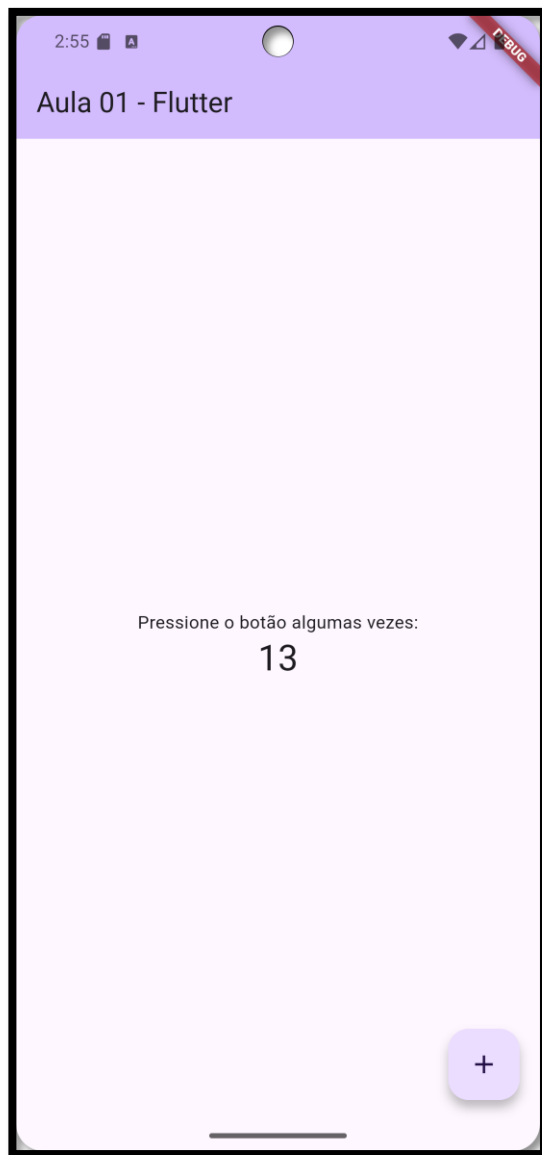 2:55
DEBUG
Aula 01 - Flutter
Pressione o botão algumas vezes:
13
+